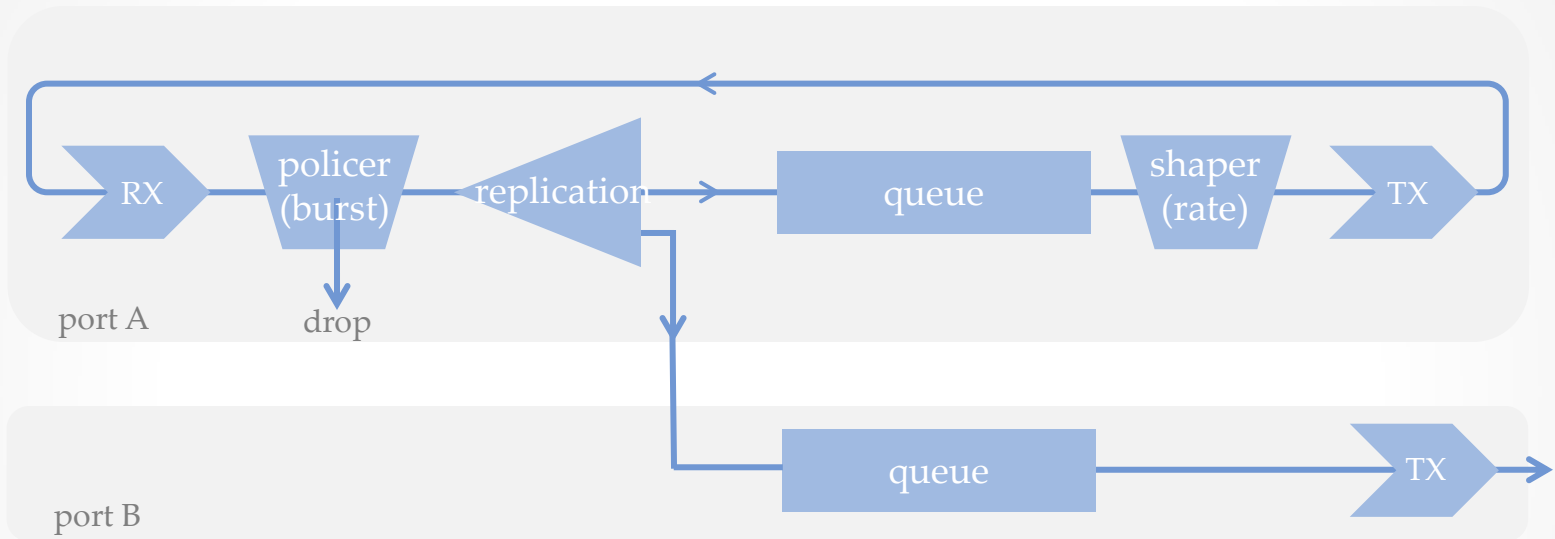 RX
policer
(burst)
replication
queue
shaper
(rate)
TX
port A
drop
queue
TX
port B